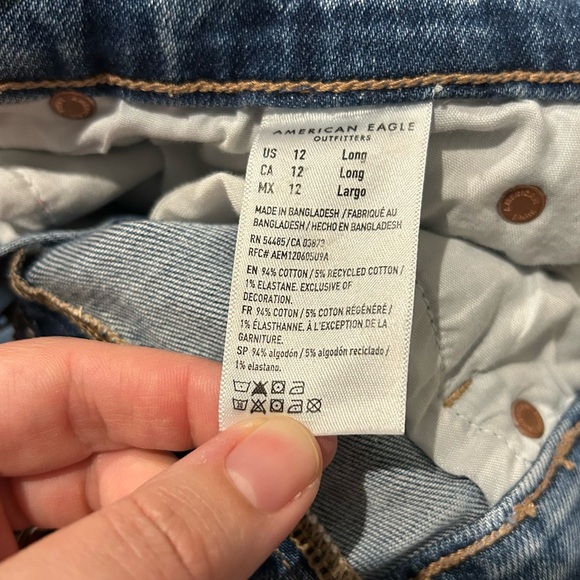 AMERICAN EAGLE
OUTFITTERS
US 12 Long
CA 12 Long
MX 12 Largo
MADE IN BANGLADESH / FABRIQUÉ AU
BANGLADESH / HECHO EN BANGLADESH
RN 54485/CA 03873
RFC# AEM120605U9A
EN 94% COTTON / 5% RECYCLED COTTON /
1% ELASTANE. EXCLUSIVE OF
DECORATION.
FR 94% COTON / 5% COTON RÉGÉNÉRÉ /
1% ÉLASTHANNE. À L'EXCEPTION DE LA
GARNITURE.
SP 94% algodón / 5% algodón reciclado /
1% elastano.